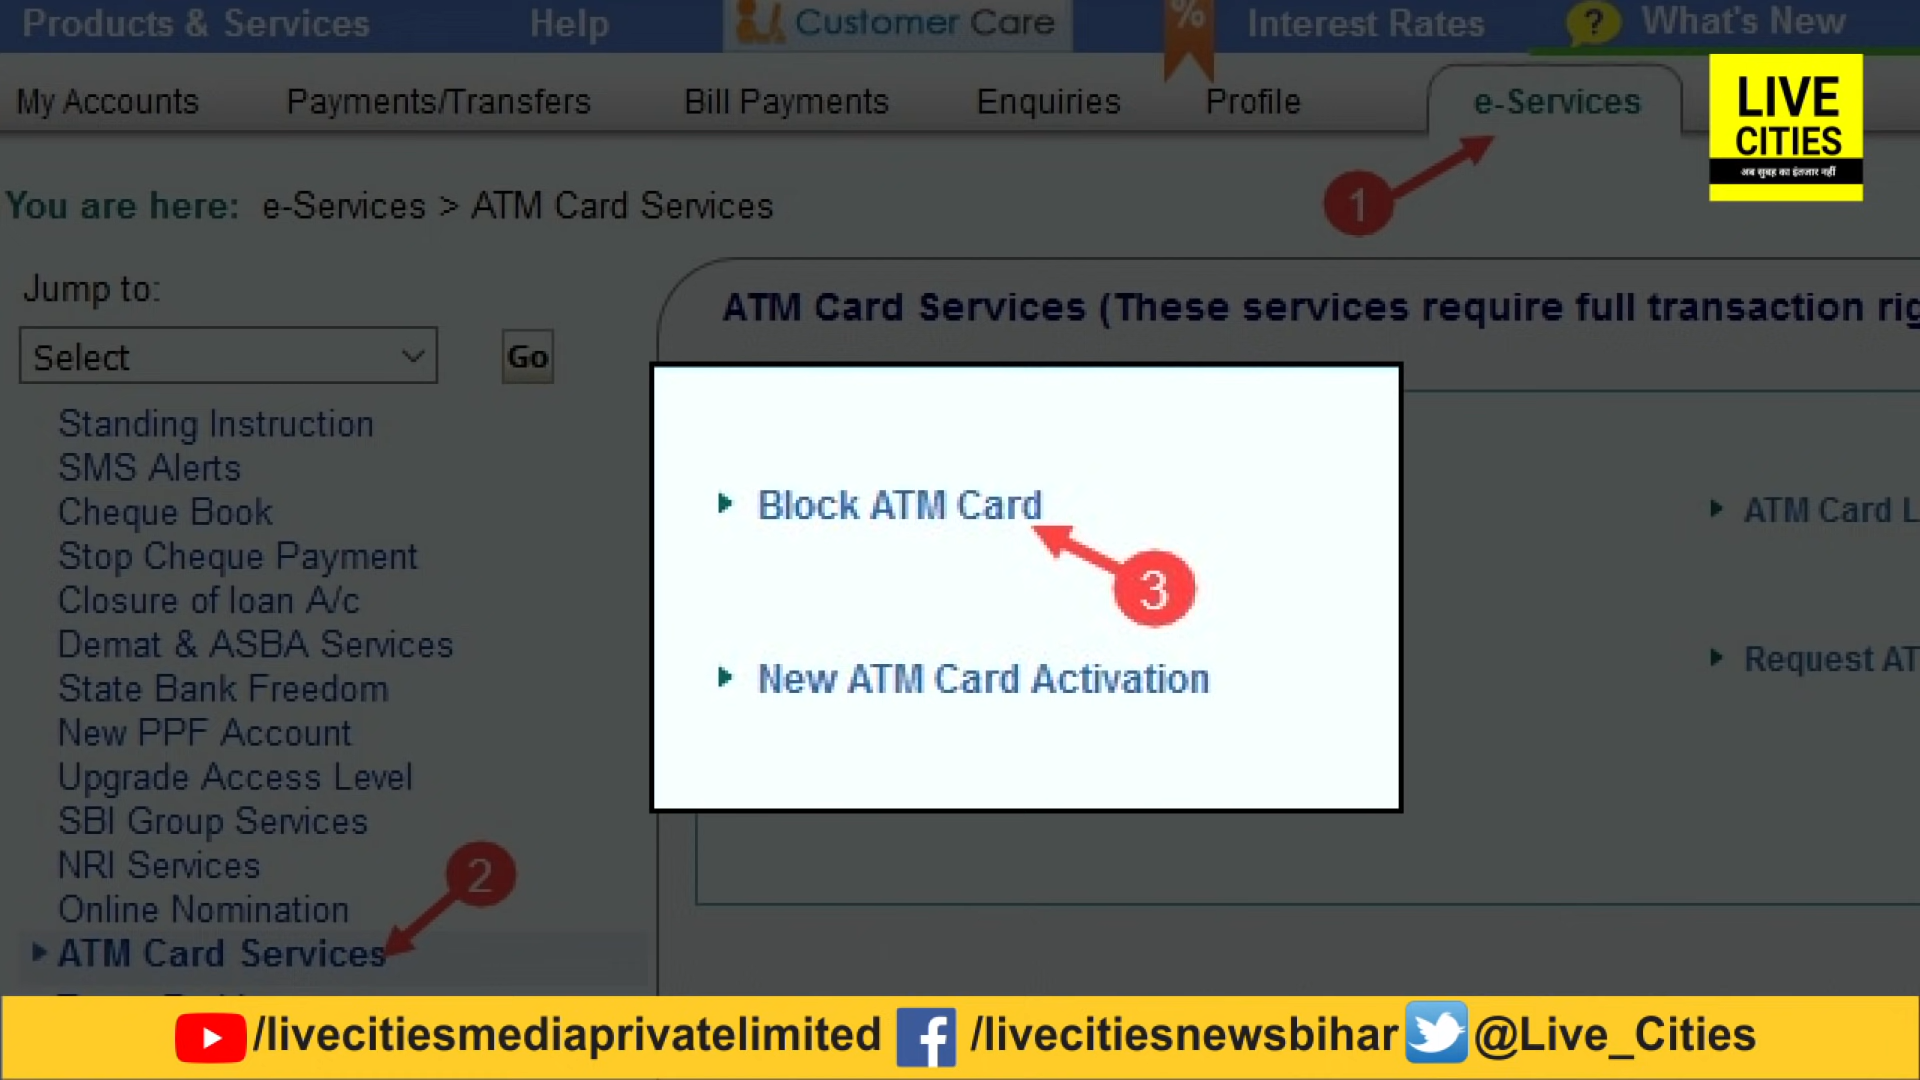 Products & Services
Help
Customer Care
%
Interest Rates
?
What's New
My Accounts
Payments/Transfers
Bill Payments
Enquiries
Profile
e-Services
LIVE
CITIES
अब सुबह का इंतजार नहीं
1
You are here: e-Services > ATM Card Services
Jump to:
Select
Go
ATM Card Services (These services require full transaction rig
Standing Instruction
SMS Alerts
Cheque Book
Stop Cheque Payment
Closure of loan A/c
Demat & ASBA Services
State Bank Freedom
New PPF Account
Upgrade Access Level
SBI Group Services
NRI Services
Online Nomination
ATM Card Services
2
Block ATM Card
3
New ATM Card Activation
ATM Card L
Request AT
/livecitiesmediaprivatelimited
f
/livecitiesnewsbihar
@Live_Cities